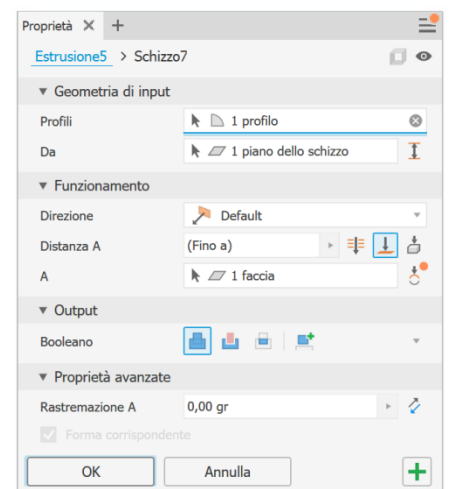 Proprietà
Estrusione5 > Schizzo7
Geometria di input
Profili 1 profilo
Da 1 piano dello schizzo
Funzionamento
Direzione Default
Distanza A (Fino a)
A 1 faccia
Output
Booleano
Proprietà avanzate
Rastremazione A 0,00 gr
Forma corrispondente
OK Annulla